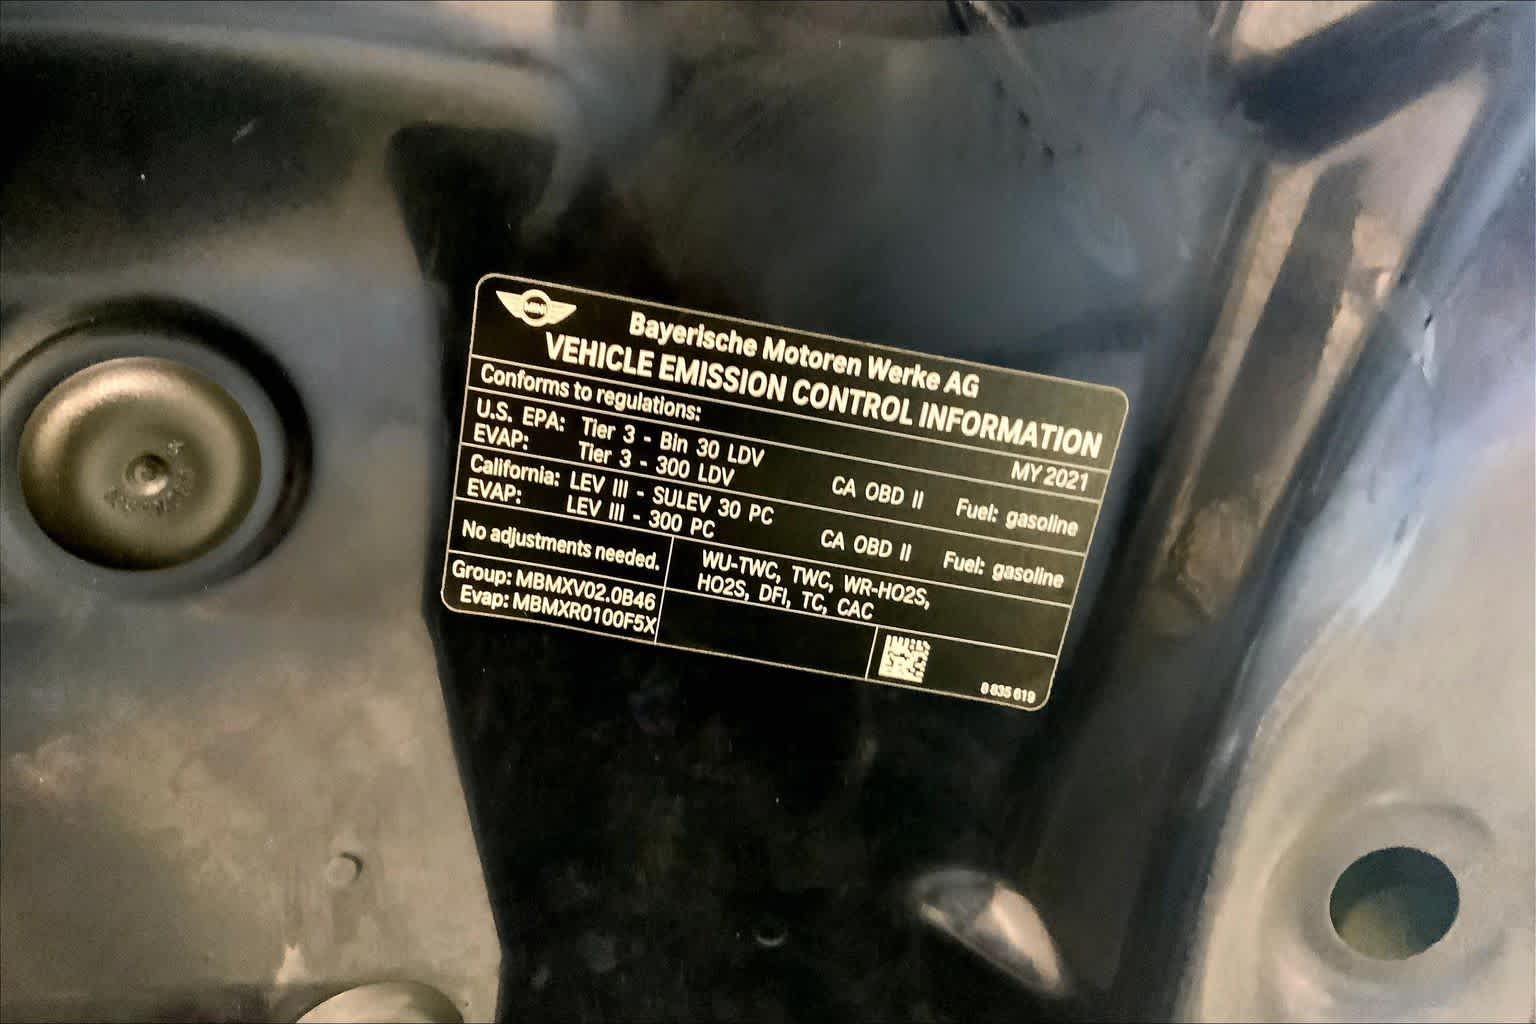 MINI
Bayerische Motoren Werke AG
VEHICLE EMISSION CONTROL INFORMATION
Conforms to regulations: MY 2021
U.S. EPA: Tier 3 - Bin 30 LDV
EVAP: Tier 3 - 300 LDV CA OBD II Fuel: gasoline
California: LEV III - SULEV 30 PC
EVAP: LEV III - 300 PC CA OBD II Fuel: gasoline
No adjustments needed.
WU-TWC, TWC, WR-HO2S,
HO2S, DFI, TC, CAC
Group: MBMXV02.0B46
Evap: MBMXR0100F5X
8 835 619